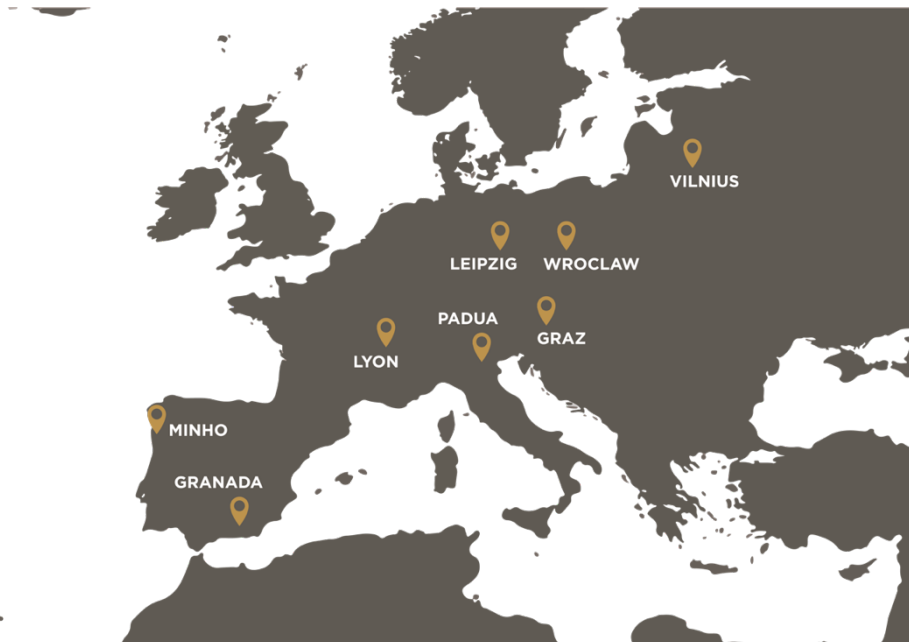 VILNIUS
LEIPZIG
WROCLAW
PADUA
GRAZ
LYON
MINHO
GRANADA